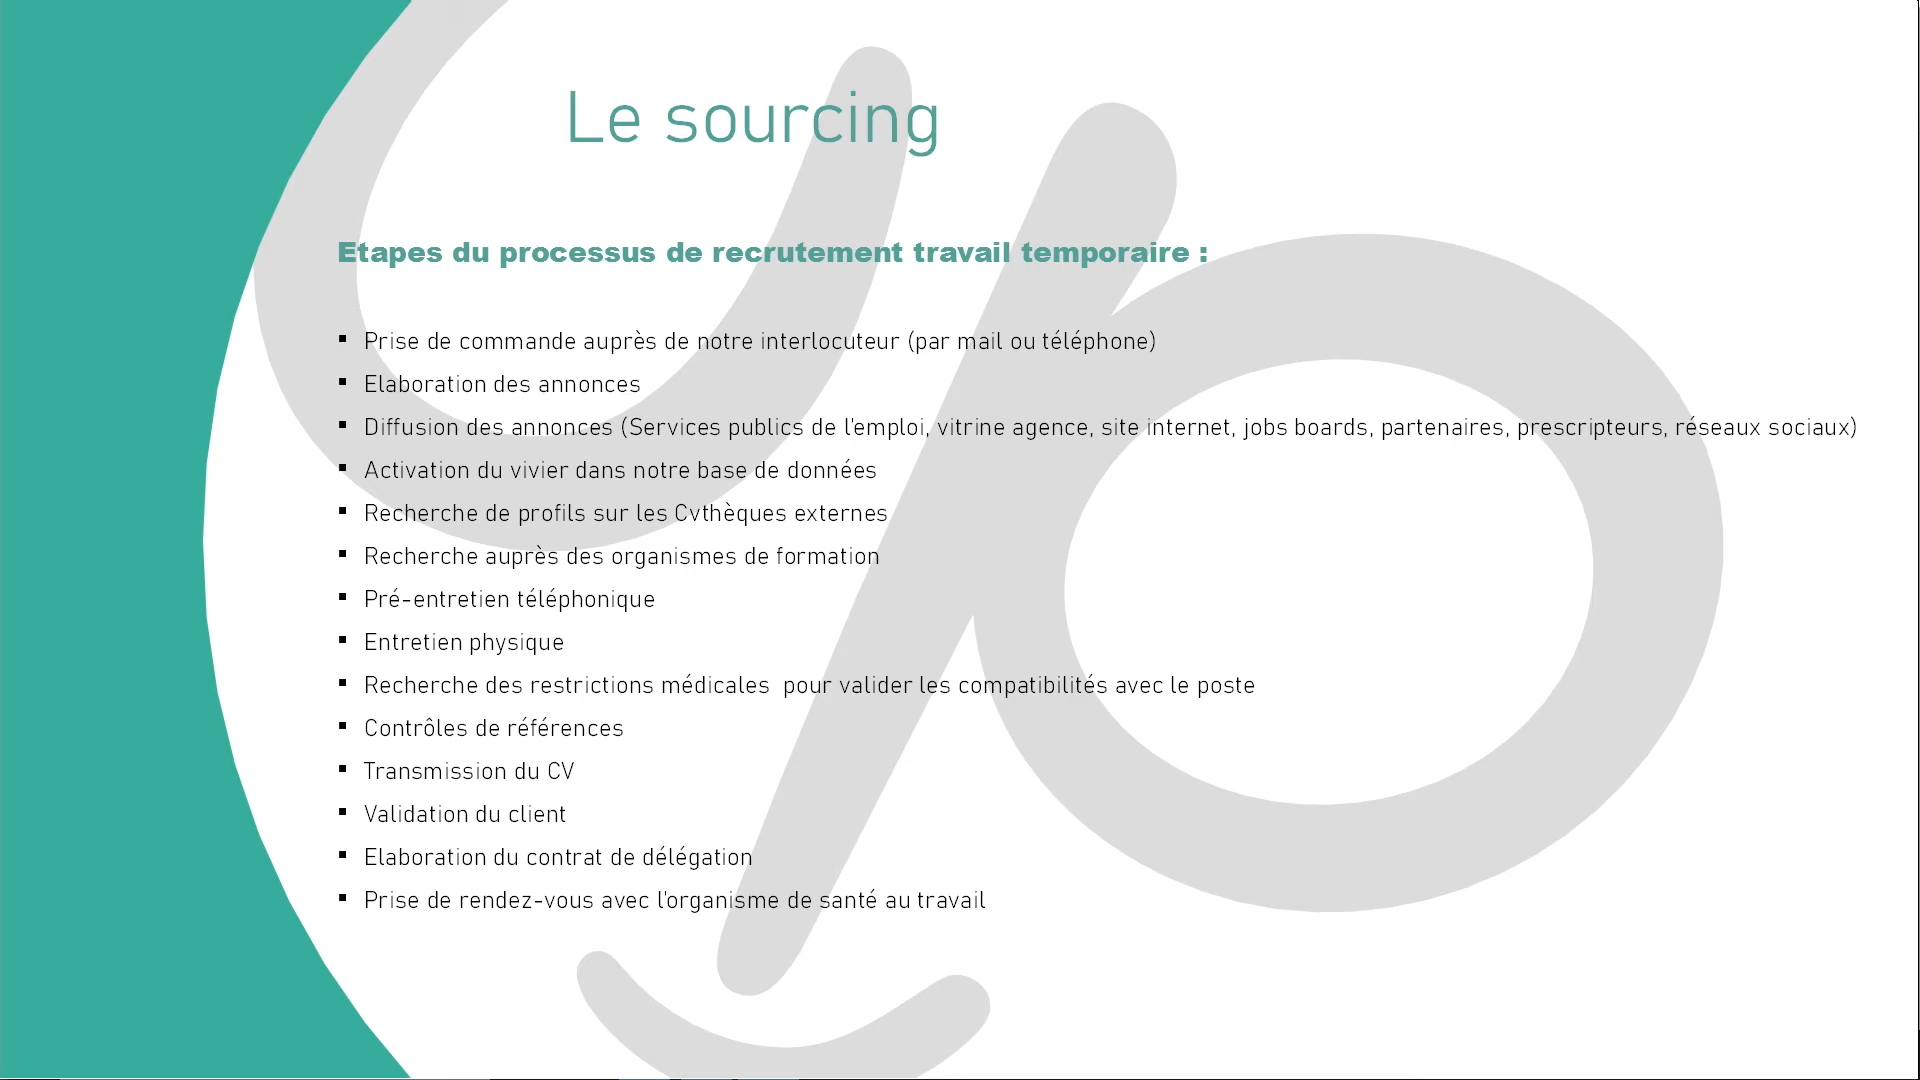 Le sourcing
Etapes du processus de recrutement travail temporaire :
▪ Prise de commande auprès de notre interlocuteur (par mail ou téléphone)
▪ Elaboration des annonces
▪ Diffusion des annonces (Services publics de l'emploi, vitrine agence, site internet, jobs boards, partenaires, prescripteurs, réseaux sociaux)
▪ Activation du vivier dans notre base de données
▪ Recherche de profils sur les Cvthèques externes
▪ Recherche auprès des organismes de formation
▪ Pré-entretien téléphonique
▪ Entretien physique
▪ Recherche des restrictions médicales  pour valider les compatibilités avec le poste
▪ Contrôles de références
▪ Transmission du CV
▪ Validation du client
▪ Elaboration du contrat de délégation
▪ Prise de rendez-vous avec l'organisme de santé au travail